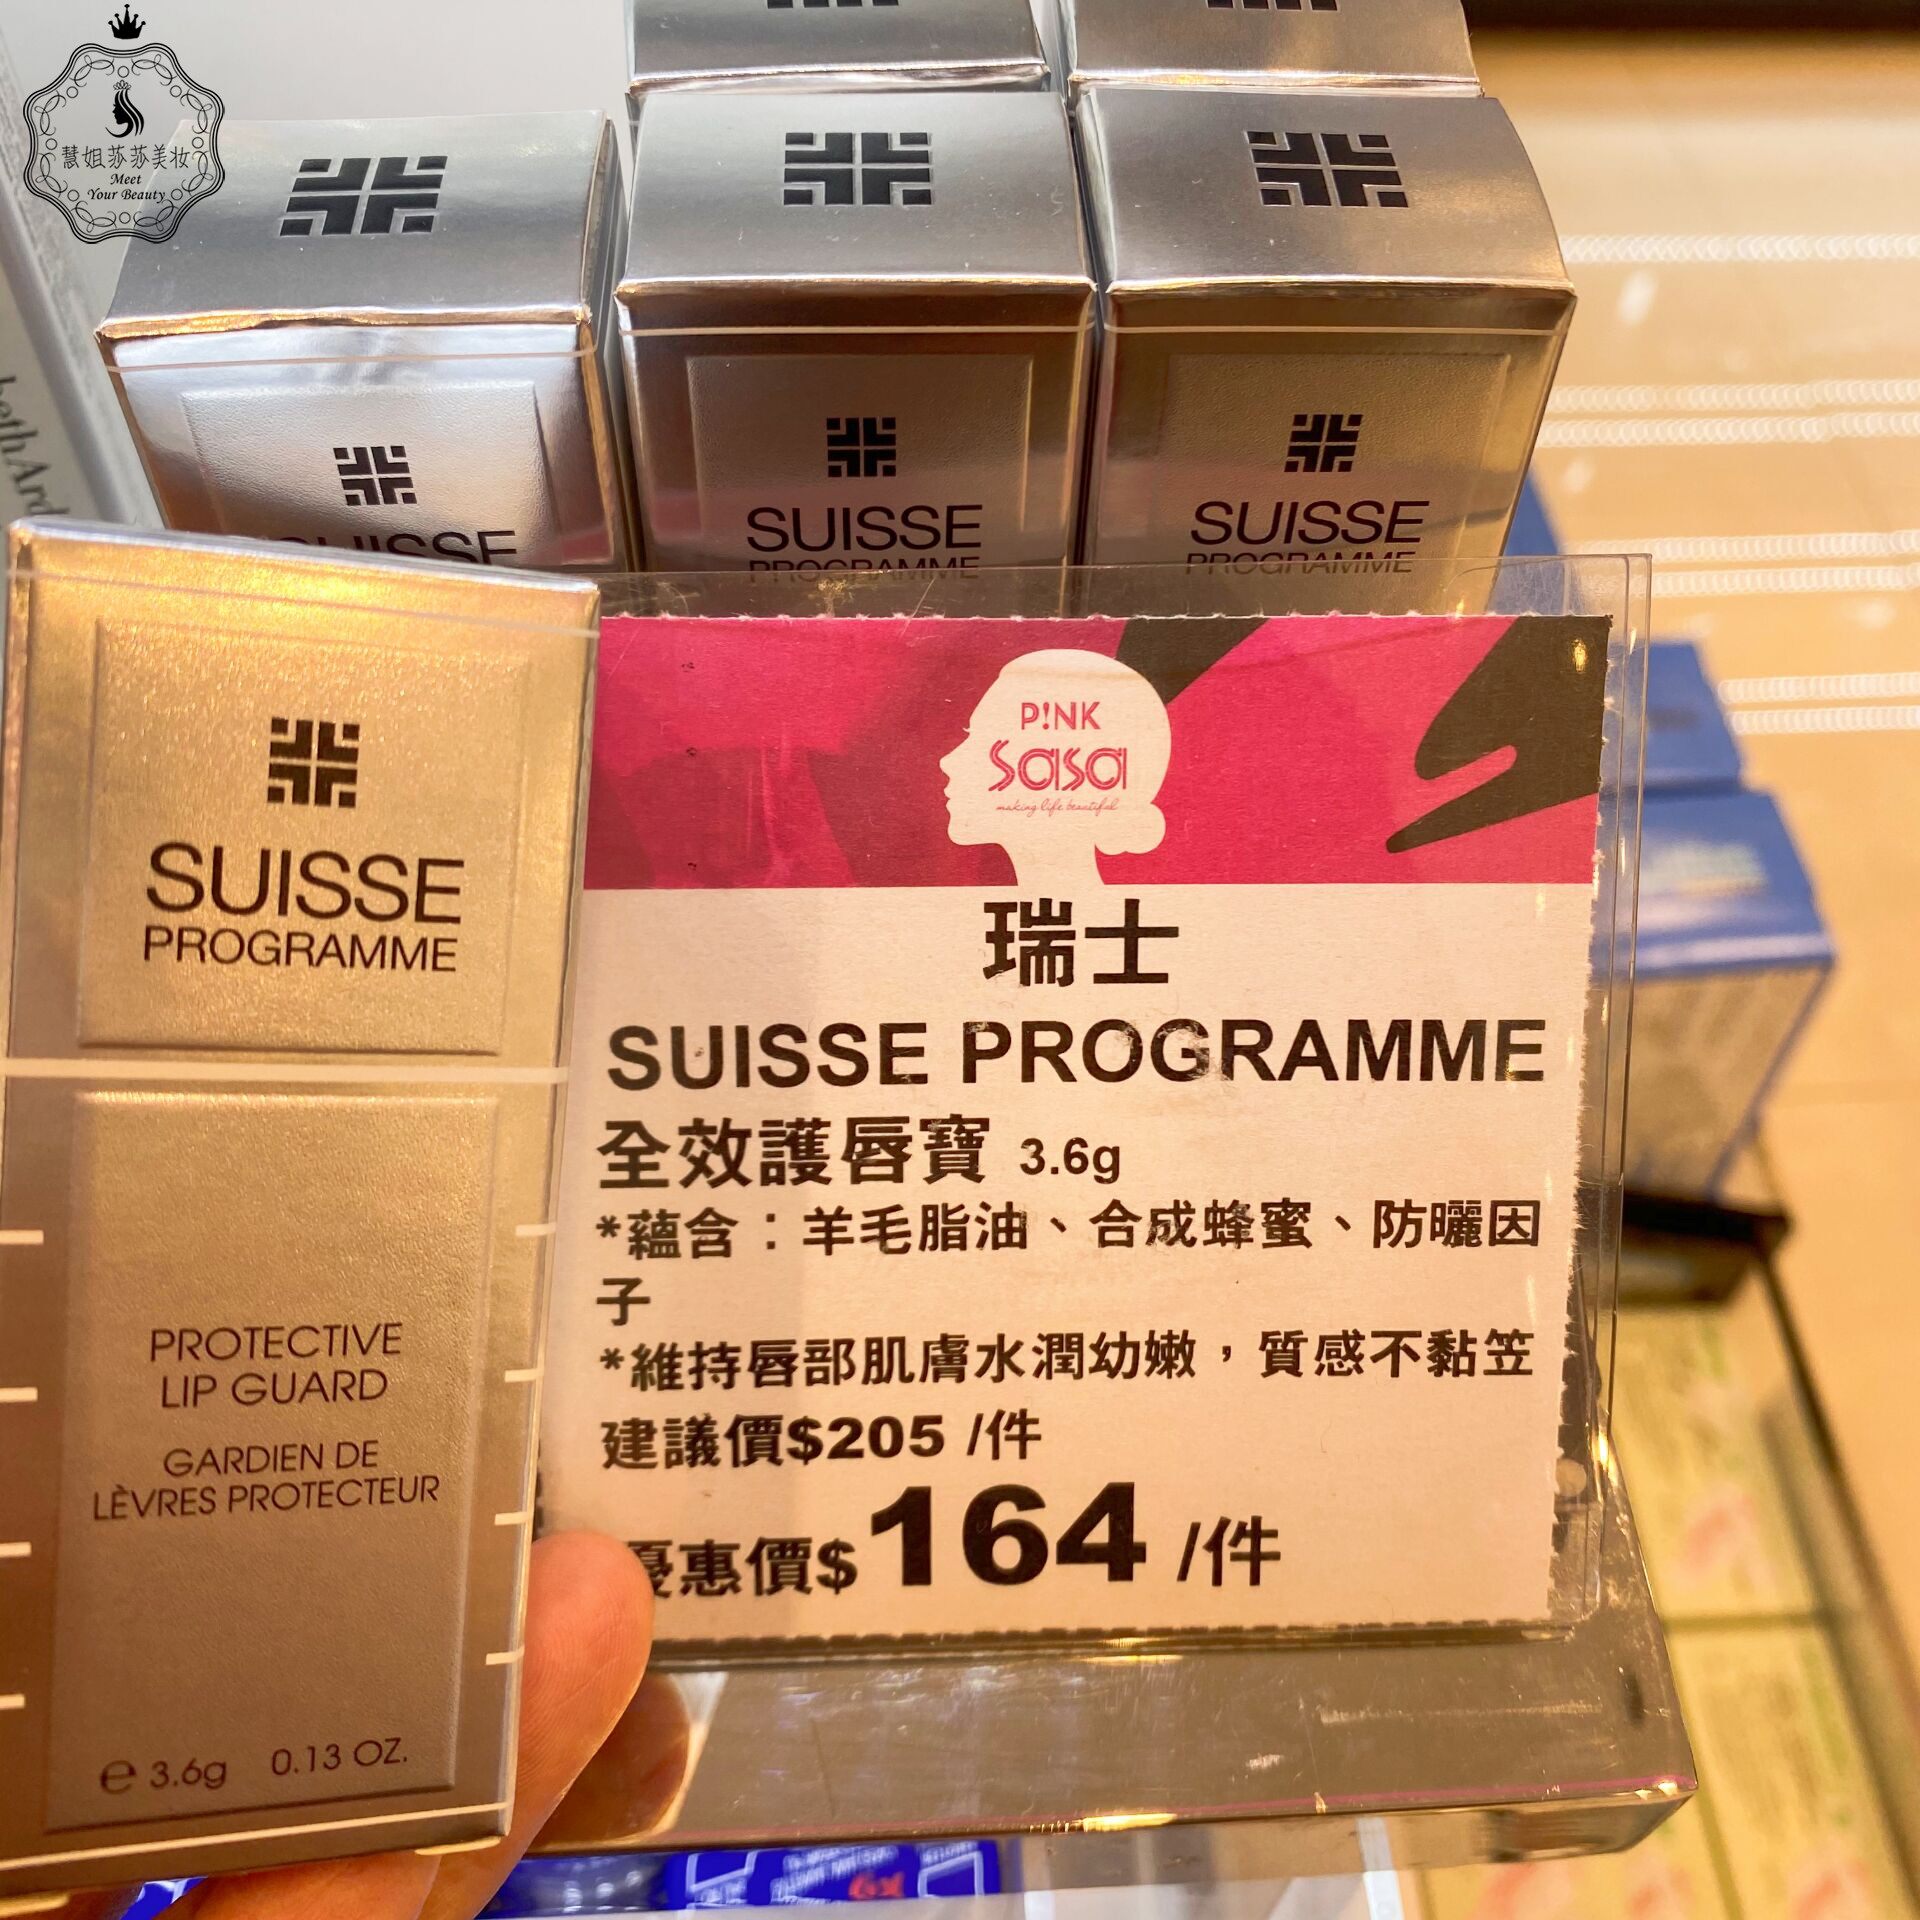 慧姐莎莎美妆
Meet
Your Beauty
SUISSE
SUISSE
PROGRAMME
SUISSE
PROGRAMME
SUISSE
PROGRAMME
PROTECTIVE
LIP GUARD
GARDIEN DE
LÈVRES PROTECTEUR
e 3.6g 0.13 OZ.
P!NK
sasa
making life beautiful
瑞士
SUISSE PROGRAMME
全效護唇寶 3.6g
*蘊含：羊毛脂油、合成蜂蜜、防曬因
子
*維持唇部肌膚水潤幼嫩，質感不黏笠
建議價$205 /件
優惠價$164 /件